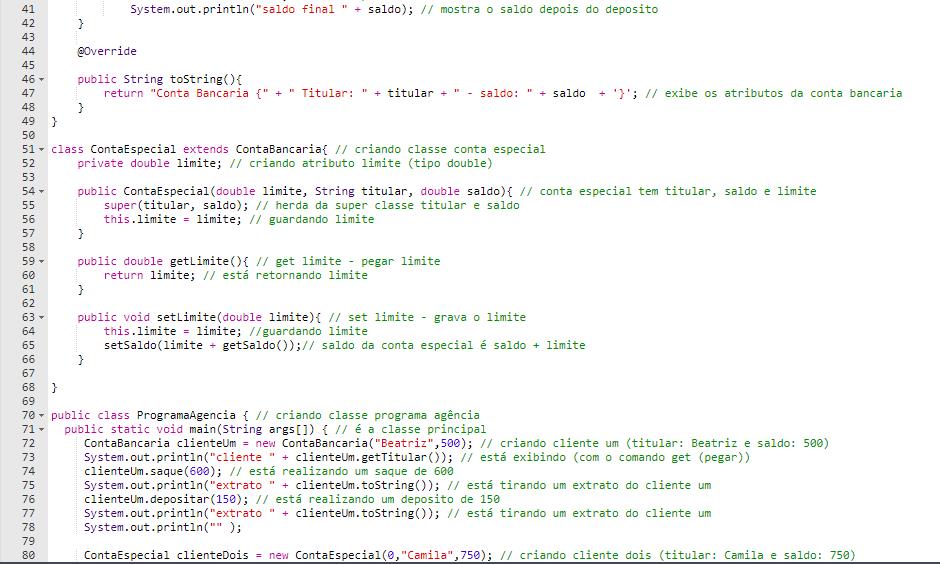 41 System.out.println("saldo final " + saldo); // mostra o saldo depois do deposito
42 }
43
44 @Override
45
46 public String toString(){
47 return "Conta Bancaria {" + " Titular: " + titular + " - saldo: " + saldo  + '}'; // exibe os atributos da conta bancaria
48 }
49 }
50
51 class ContaEspecial extends ContaBancaria{ // criando classe conta especial
52 private double limite; // criando atributo limite (tipo double)
53
54 public ContaEspecial(double limite, String titular, double saldo){ // conta especial tem titular, saldo e limite
55 super(titular, saldo); // herda da super classe titular e saldo
56 this.limite = limite; // guardando limite
57 }
58
59 public double getLimite(){ // get limite - pegar limite
60 return limite; // está retornando limite
61 }
62
63 public void setLimite(double limite){ // set limite - grava o limite
64 this.limite = limite; //guardando limite
65 setSaldo(limite + getSaldo());// saldo da conta especial é saldo + limite
66 }
67
68 }
69
70 public class ProgramaAgencia { // criando classe programa agência
71 public static void main(String args[]) { // é a classe principal
72 ContaBancaria clienteUm = new ContaBancaria("Beatriz",500); // criando cliente um (titular: Beatriz e saldo: 500)
73 System.out.println("cliente " + clienteUm.getTitular()); // está exibindo (com o comando get (pegar))
74 clienteUm.saque(600); // está realizando um saque de 600
75 System.out.println("extrato " + clienteUm.toString()); // está tirando um extrato do cliente um
76 clienteUm.depositar(150); // está realizando um deposito de 150
77 System.out.println("extrato " + clienteUm.toString()); // está tirando um extrato do cliente um
78 System.out.println("" );
79
80 ContaEspecial clienteDois = new ContaEspecial(0,"Camila",750); // criando cliente dois (titular: Camila e saldo: 750)